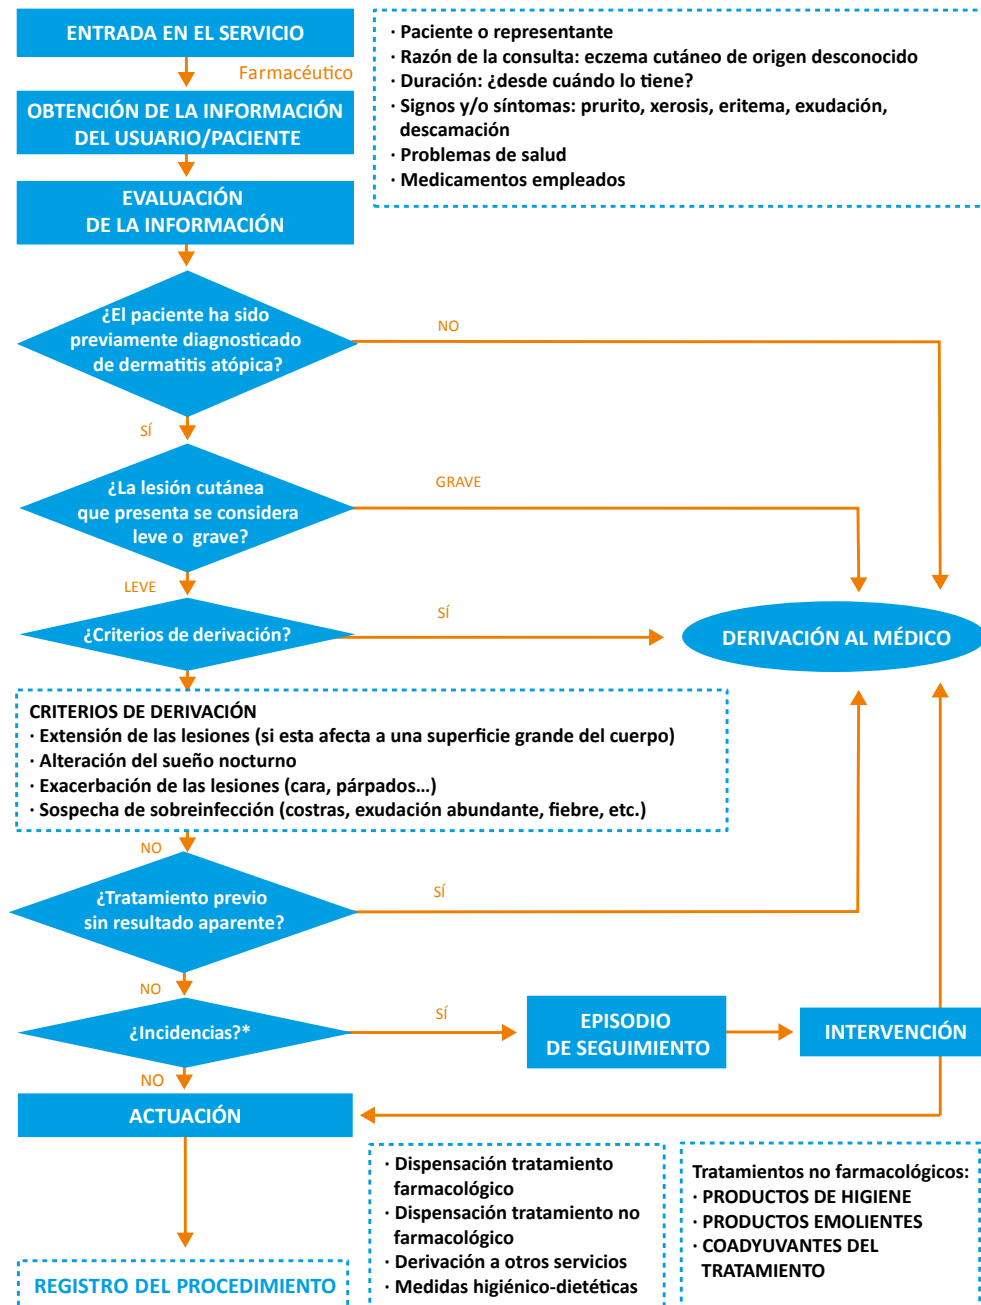 ENTRADA EN EL SERVICIO
Farmacéutico
OBTENCIÓN DE LA INFORMACIÓN
DEL USUARIO/PACIENTE
EVALUACIÓN
DE LA INFORMACIÓN
· Paciente o representante
· Razón de la consulta: eczema cutáneo de origen desconocido
· Duración: ¿desde cuándo lo tiene?
· Signos y/o síntomas: prurito, xerosis, eritema, exudación,
descamación
· Problemas de salud
· Medicamentos empleados
¿El paciente ha sido
previamente diagnosticado
de dermatitis atópica?
NO
SÍ
¿La lesión cutánea
que presenta se considera
leve o grave?
GRAVE
LEVE
¿Criterios de derivación?
SÍ
DERIVACIÓN AL MÉDICO
CRITERIOS DE DERIVACIÓN
· Extensión de las lesiones (si esta afecta a una superficie grande del cuerpo)
· Alteración del sueño nocturno
· Exacerbación de las lesiones (cara, párpados...)
· Sospecha de sobreinfección (costras, exudación abundante, fiebre, etc.)
NO
¿Tratamiento previo
sin resultado aparente?
SÍ
NO
¿Incidencias?*
SÍ
EPISODIO
DE SEGUIMIENTO
INTERVENCIÓN
NO
ACTUACIÓN
· Dispensación tratamiento
farmacológico
· Dispensación tratamiento no
farmacológico
· Derivación a otros servicios
· Medidas higiénico-dietéticas
Tratamientos no farmacológicos:
· PRODUCTOS DE HIGIENE
· PRODUCTOS EMOLIENTES
· COADYUVANTES DEL
TRATAMIENTO
REGISTRO DEL PROCEDIMIENTO